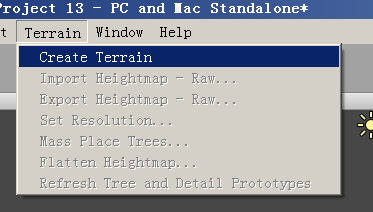 Project 13 - PC and Mac Standalone*
t Terrain Window Help
Create Terrain
Import Heightmap - Raw...
Export Heightmap - Raw...
Set Resolution...
Mass Place Trees...
Flatten Heightmap...
Refresh Tree and Detail Prototypes